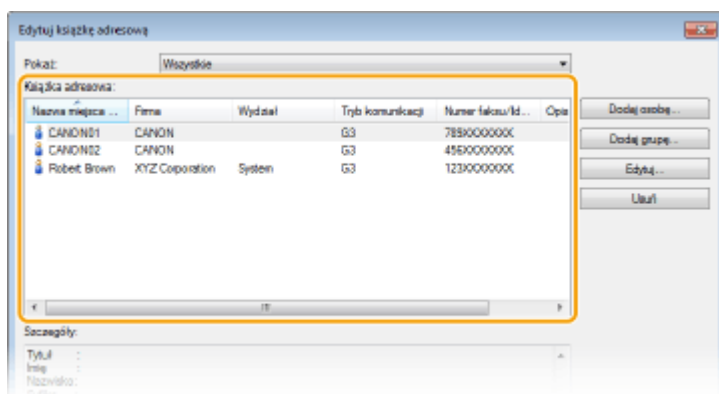 Edytuj książkę adresową
Pokaż: Wszystkie
Książka adresowa:
Nazwa miejsca ... Firma Wydział Tryb komunikacji Numer faksu/Id... Opis
CANON01 CANON G3 789XXXXXXX
CANON02 CANON G3 456XXXXXXX
Robert Brown XYZ Corporation System G3 123XXXXXXX
Dodaj osobę...
Dodaj grupę...
Edytuj...
Usuń
Szczegóły:
Tytuł :
Imię :
Nazwisko: